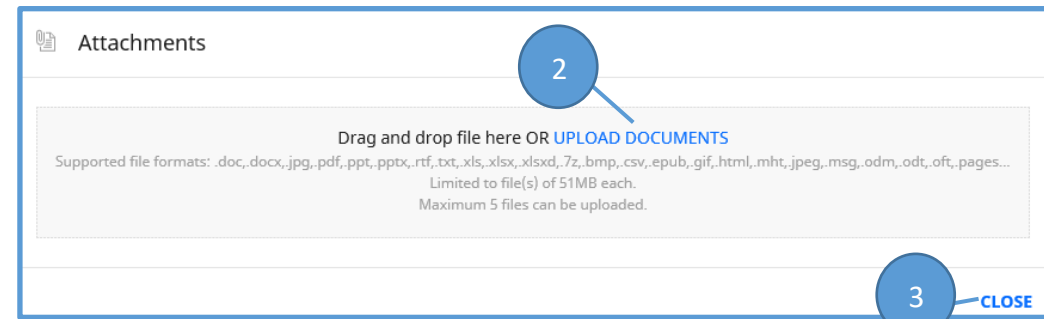 Attachments
2
Drag and drop file here OR UPLOAD DOCUMENTS
Supported file formats: .doc,.docx,.jpg,.pdf,.ppt,.pptx,.rtf,.txt,.xls,.xlsx,.xlsxd,.7z,.bmp,.csv,.epub,.gif,.html,.mht,.jpeg,.msg,.odm,.odt,.oft,.pages...
Limited to file(s) of 51MB each.
Maximum 5 files can be uploaded.
3
CLOSE